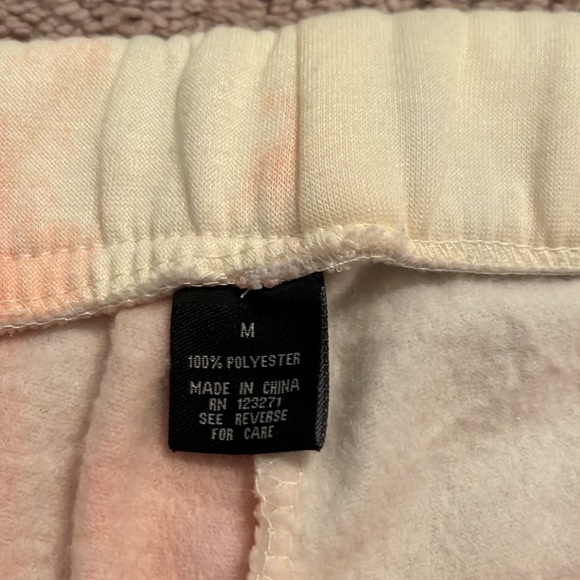 M
100% POLYESTER
MADE IN CHINA
RN 123271
SEE REVERSE
FOR CARE